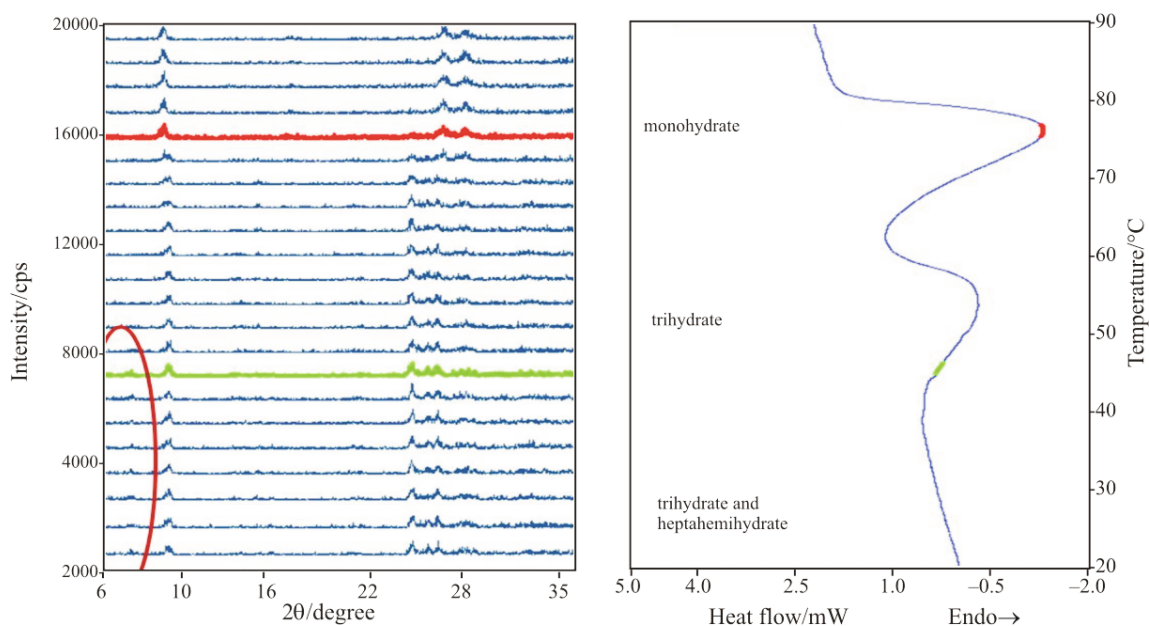 20000
16000
12000
8000
4000
2000
Intensity/cps
6
10
16
22
28
35
2θ/degree
monohydrate
trihydrate
trihydrate and
heptahemihydrate
90
80
70
60
50
40
30
20
Temperature/°C
5.0
4.0
2.5
1.0
–0.5
–2.0
Heat flow/mW
Endo→